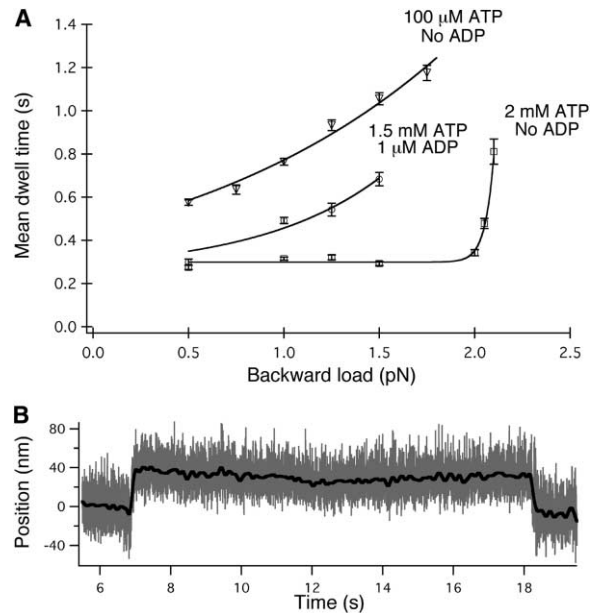 A
100 µM ATP
No ADP
1.5 mM ATP
1 µM ADP
2 mM ATP
No ADP
Mean dwell time (s)
1.4
1.2
1.0
0.8
0.6
0.4
0.2
0.0
0.0 0.5 1.0 1.5 2.0 2.5
Backward load (pN)
B
Position (nm)
80
40
0
-40
6 8 10 12 14 16 18
Time (s)